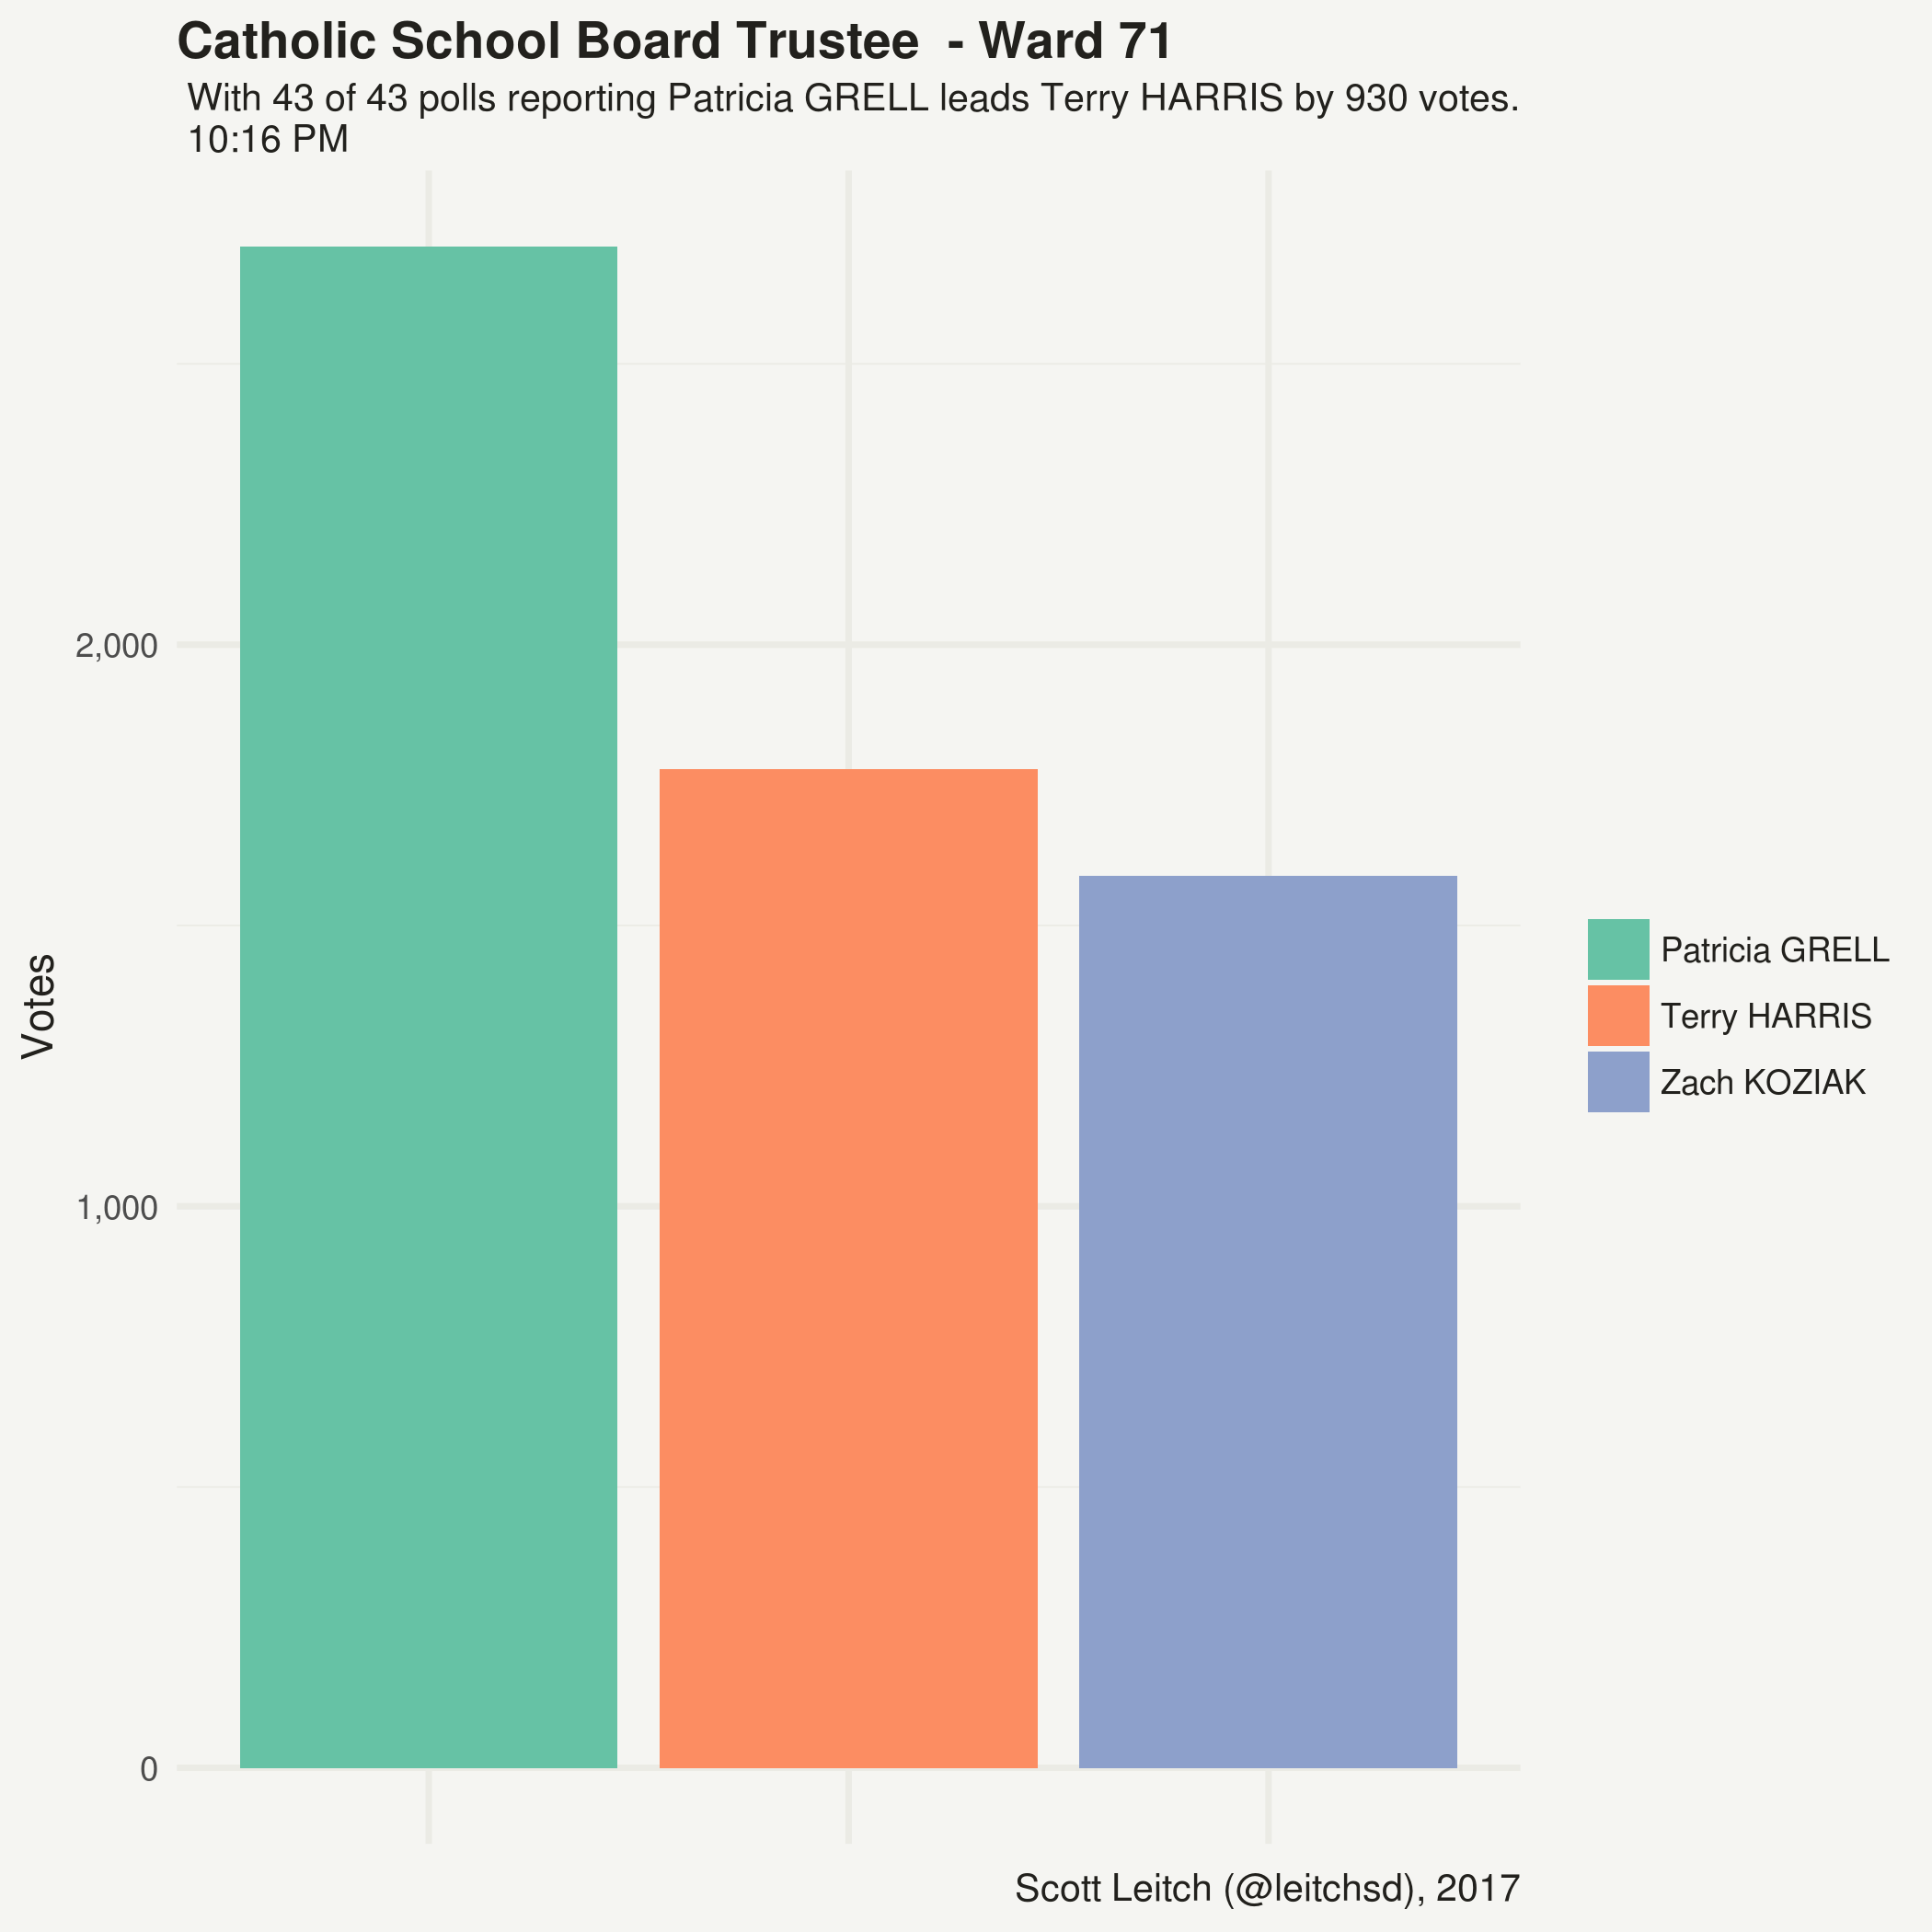 Catholic School Board Trustee  - Ward 71
With 43 of 43 polls reporting Patricia GRELL leads Terry HARRIS by 930 votes.
10:16 PM
Votes
2,000
1,000
0
Patricia GRELL
Terry HARRIS
Zach KOZIAK
Scott Leitch (@leitchsd), 2017